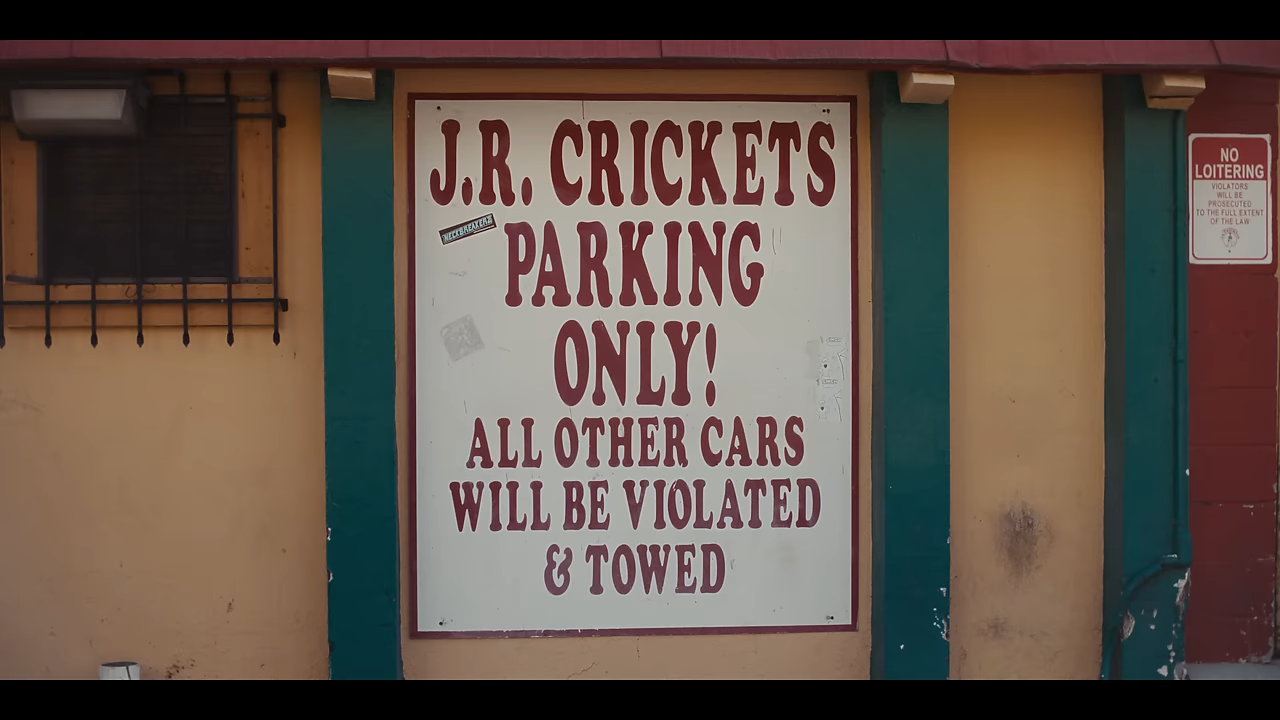 J.R. CRICKETS
PARKING
ONLY!
ALL OTHER CARS
WILL BE VIOLATED
& TOWED
NECKBREAKERZ
NO
LOITERING
VIOLATORS
WILL BE
PROSECUTED
TO THE FULL EXTENT
OF THE LAW